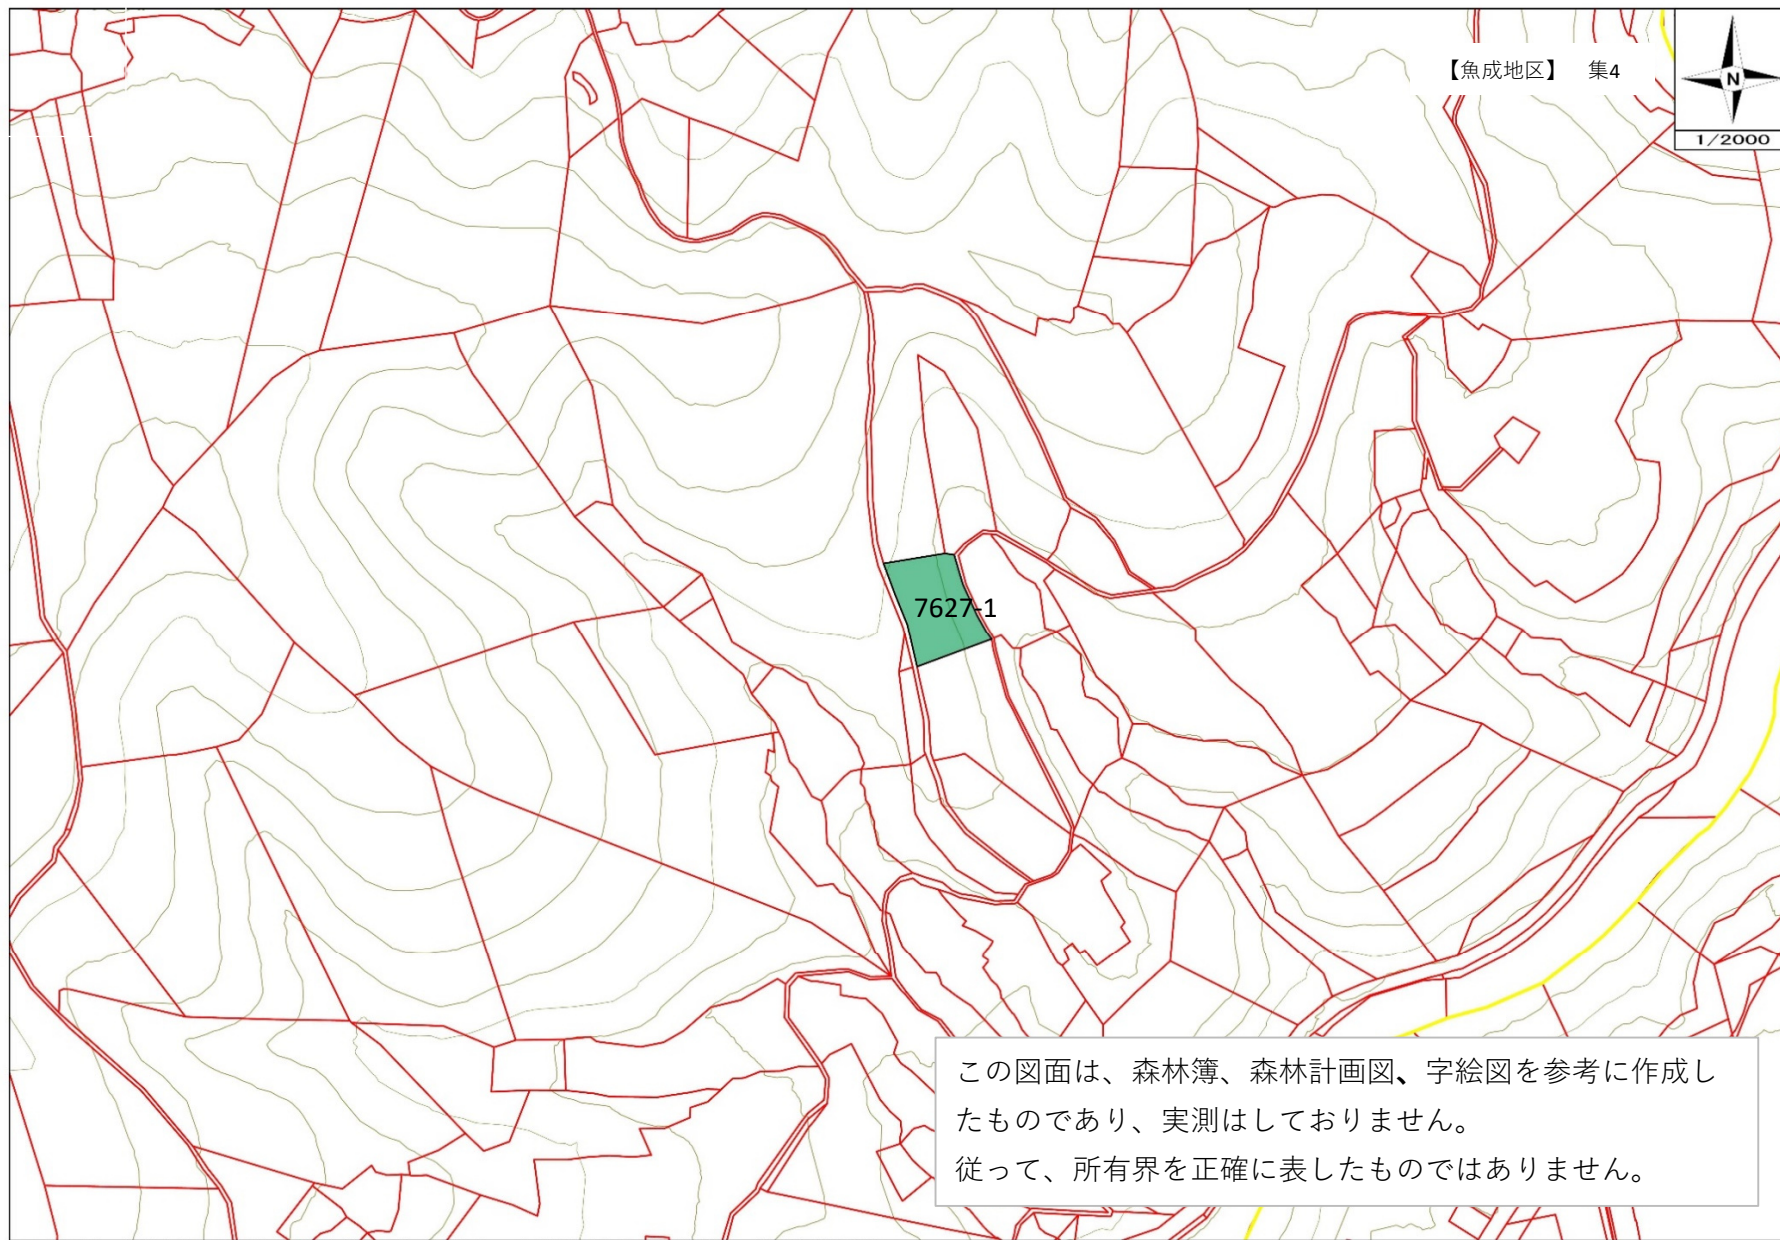 【魚成地区】 集4
N
1/2000
7627-1
この図面は、森林簿、森林計画図、字絵図を参考に作成し
たものであり、実測はしておりません。
従って、所有界を正確に表したものではありません。